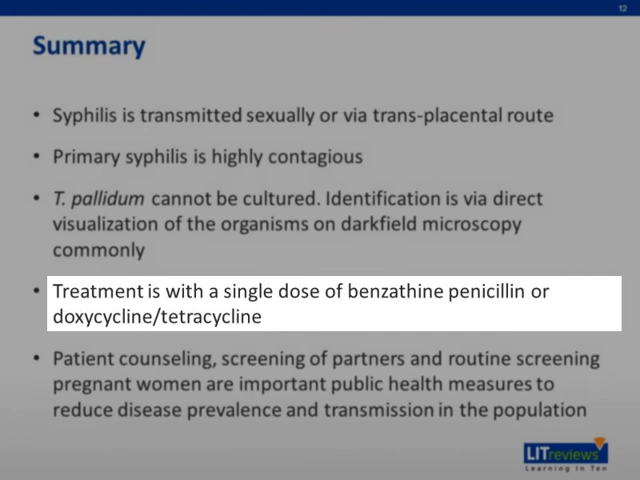 12
Summary
• Syphilis is transmitted sexually or via trans-placental route
• Primary syphilis is highly contagious
• T. pallidum cannot be cultured. Identification is via direct
visualization of the organisms on darkfield microscopy
commonly
• Treatment is with a single dose of benzathine penicillin or
doxycycline/tetracycline
• Patient counseling, screening of partners and routine screening
pregnant women are important public health measures to
reduce disease prevalence and transmission in the population
LITreviews
Learning In Ten